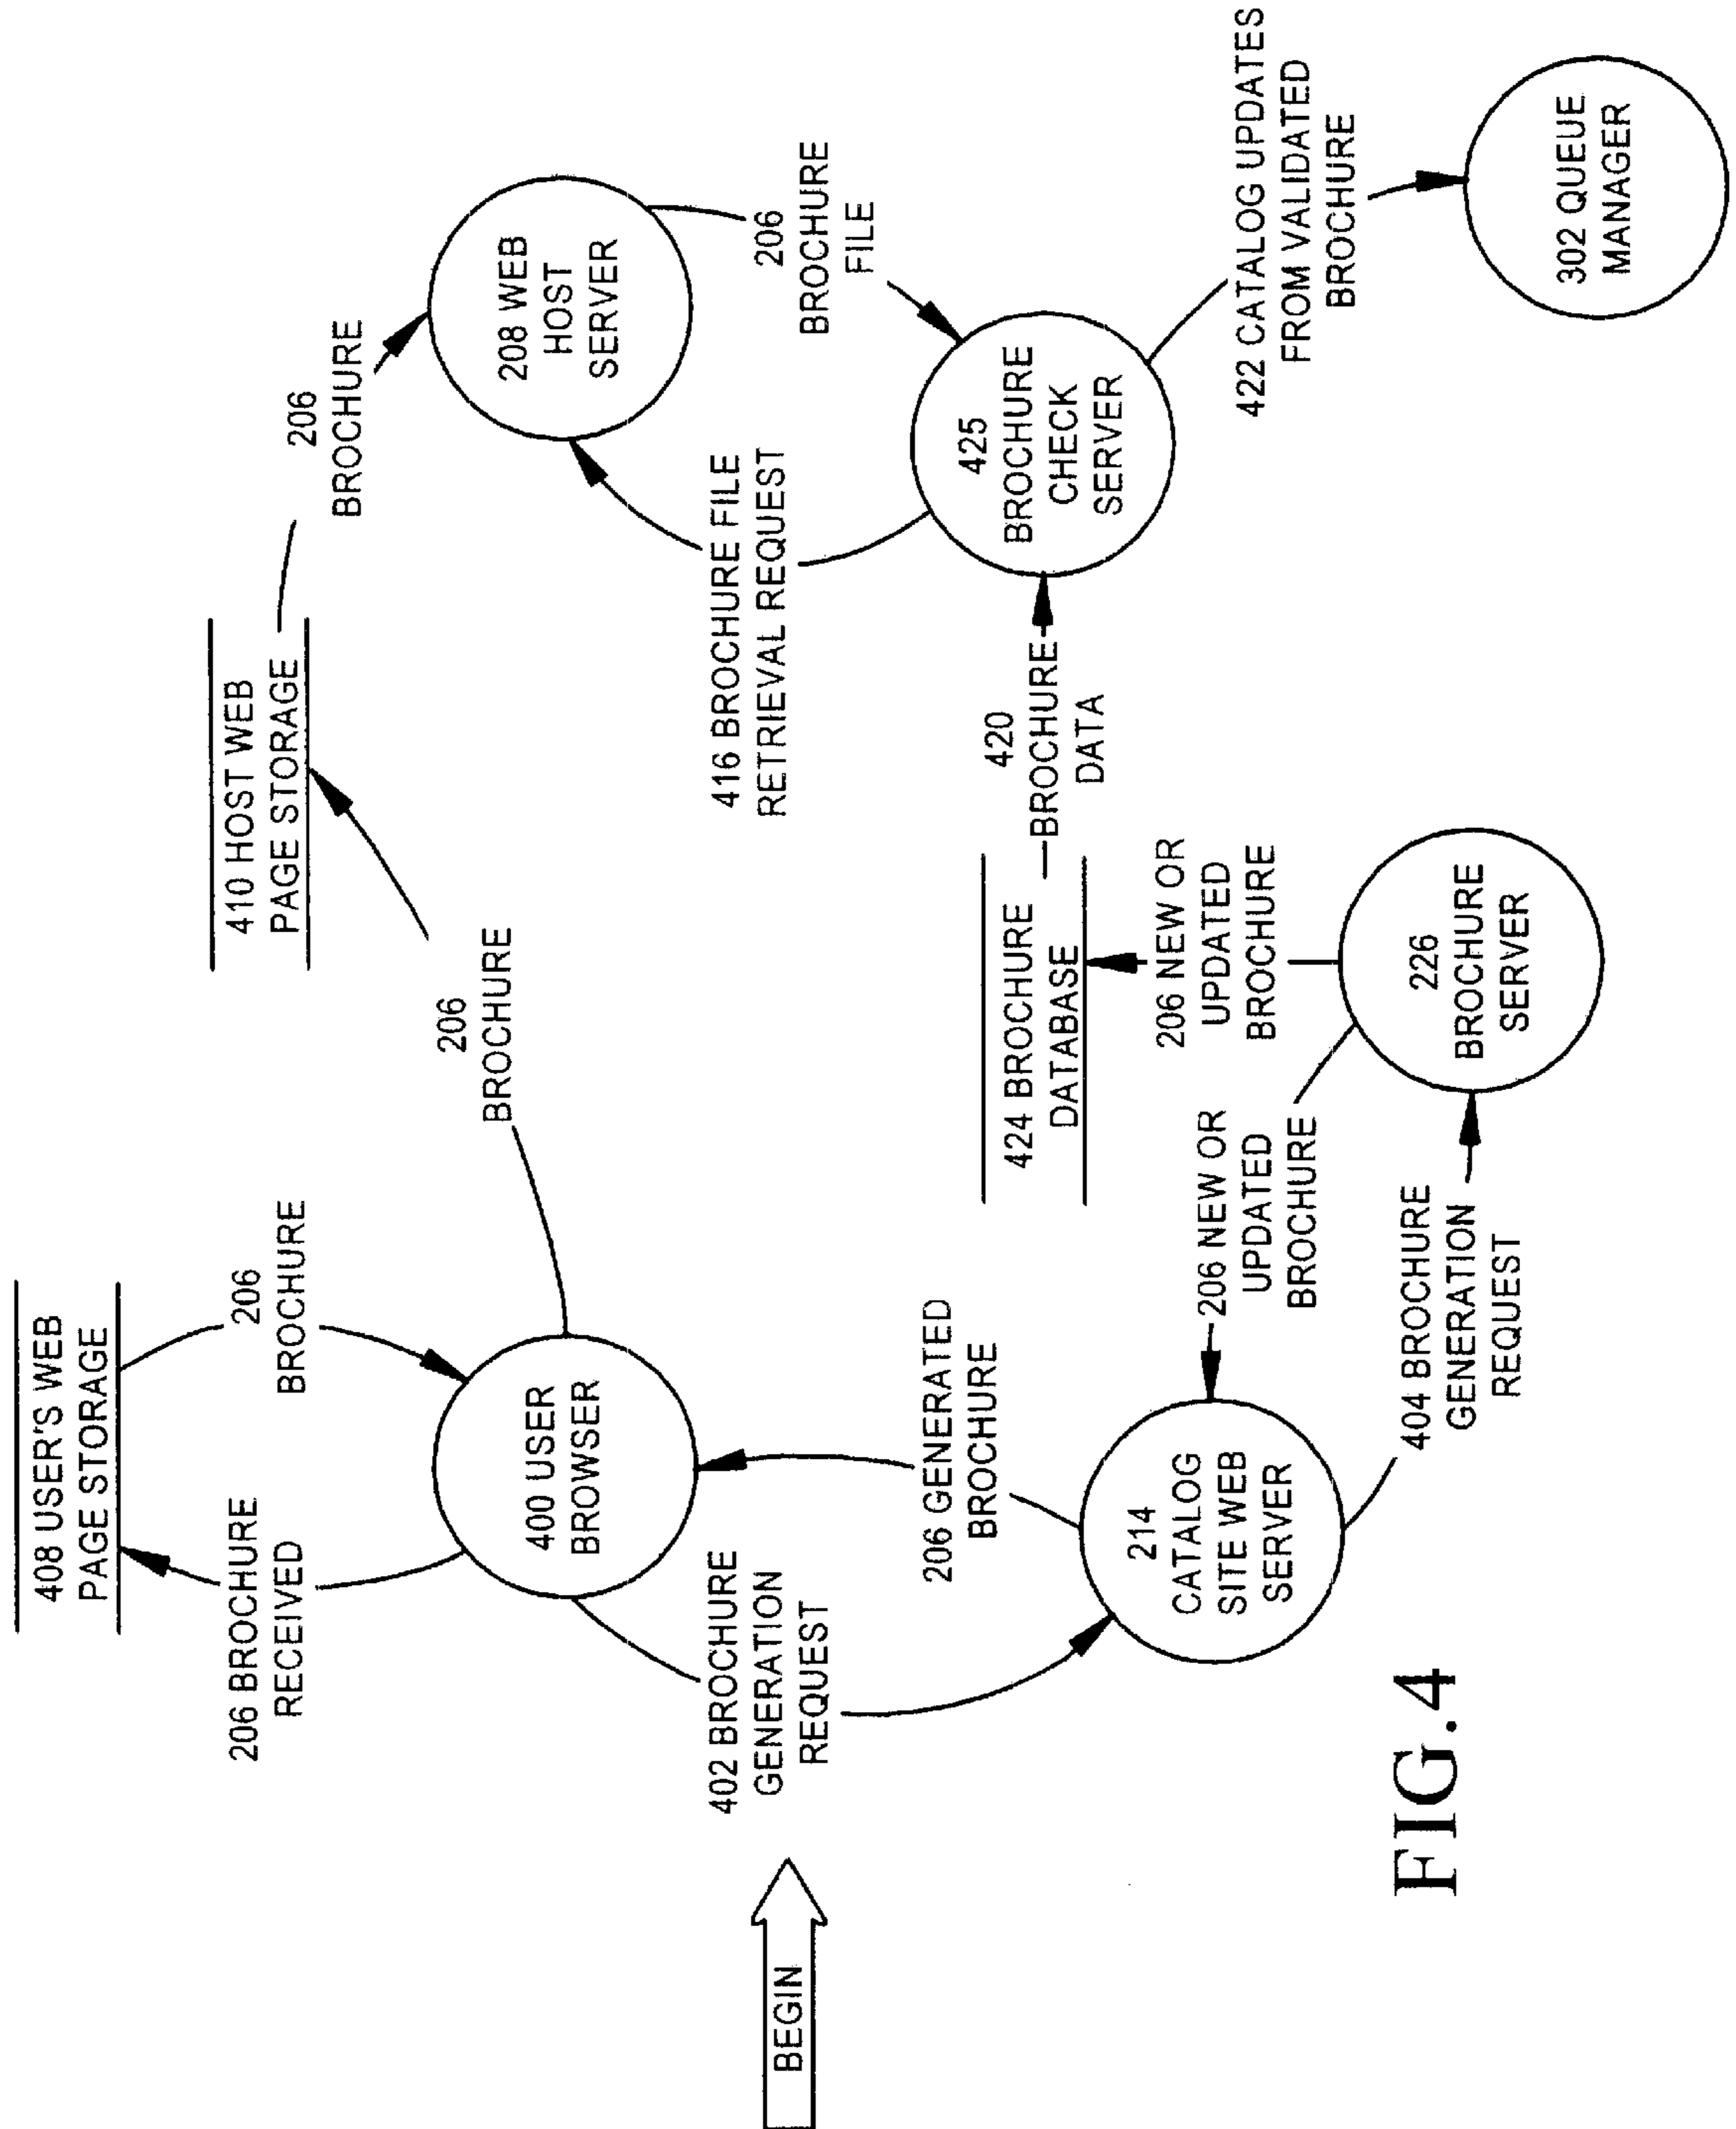 408 USER'S WEB
PAGE STORAGE
206 BROCHURE
RECEIVED
206
BROCHURE
400 USER
BROWSER
BEGIN
402 BROCHURE
GENERATION
REQUEST
206 GENERATED
BROCHURE
214
CATALOG
SITE WEB
SERVER
206 NEW OR
UPDATED
BROCHURE
404 BROCHURE
GENERATION
REQUEST
226
BROCHURE
SERVER
206 NEW OR
UPDATED
BROCHURE
424 BROCHURE
DATABASE
420
BROCHURE
DATA
206
BROCHURE
410 HOST WEB
PAGE STORAGE
206
BROCHURE
208 WEB
HOST
SERVER
416 BROCHURE FILE
RETRIEVAL REQUEST
206
BROCHURE
FILE
425
BROCHURE
CHECK
SERVER
422 CATALOG UPDATES
FROM VALIDATED
BROCHURE
302 QUEUE
MANAGER
FIG.4